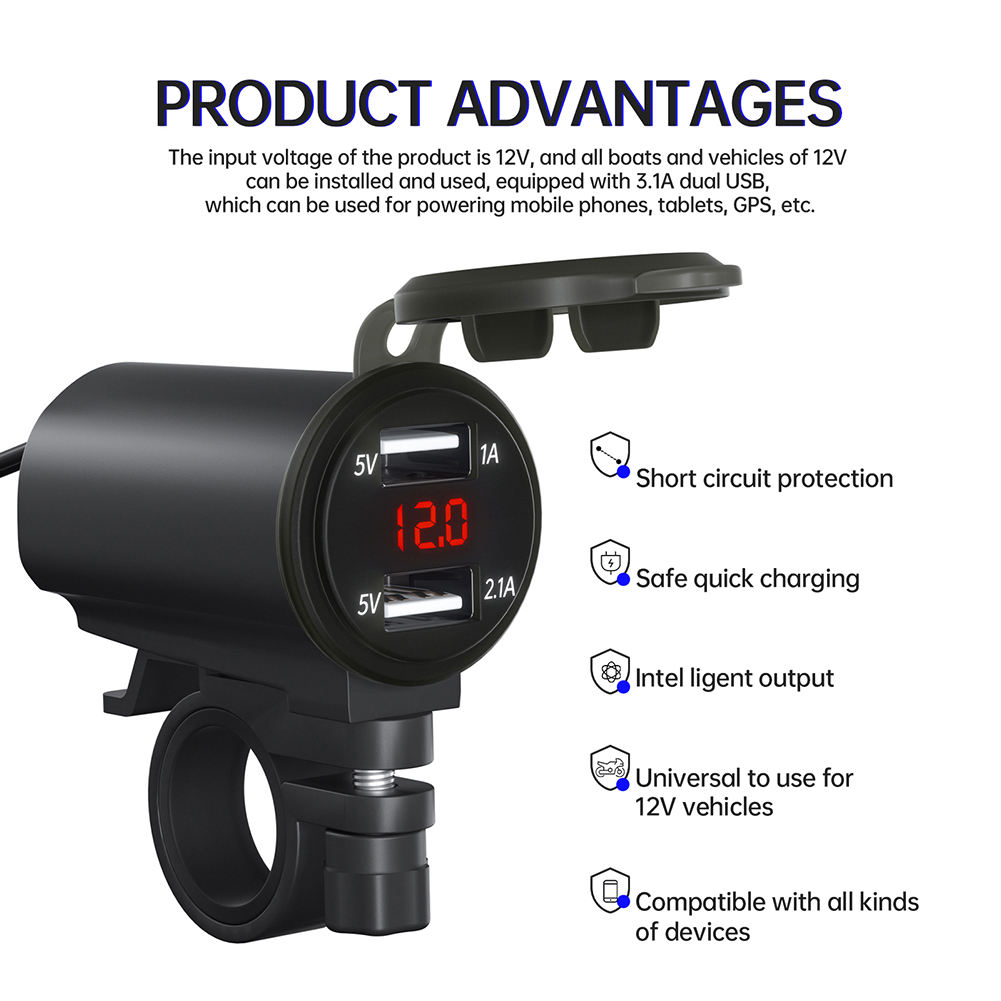 PRODUCT ADVANTAGES
The input voltage of the product is 12V, and all boats and vehicles of 12V
can be installed and used, equipped with 3.1A dual USB,
which can be used for powering mobile phones, tablets, GPS, etc.
5V 1A
12.0
5V 2.1A
Short circuit protection
Safe quick charging
Intel ligent output
Universal to use for
12V vehicles
Compatible with all kinds
of devices